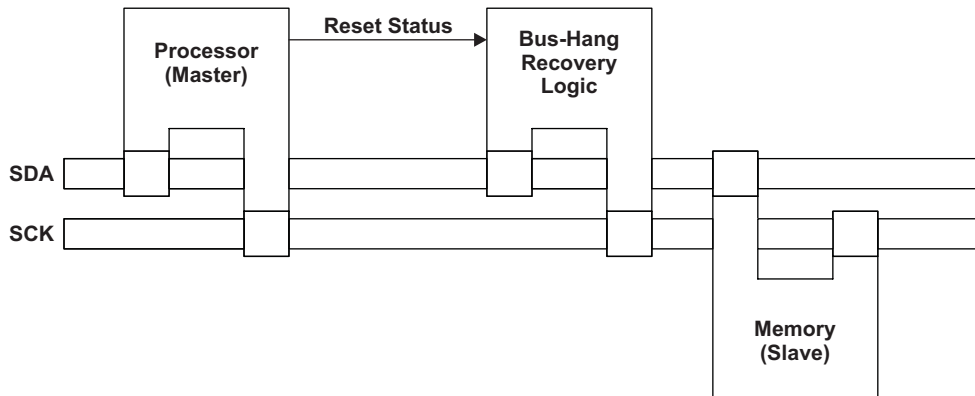 Processor
(Master)
Reset Status
Bus-Hang
Recovery
Logic
SDA
SCK
Memory
(Slave)